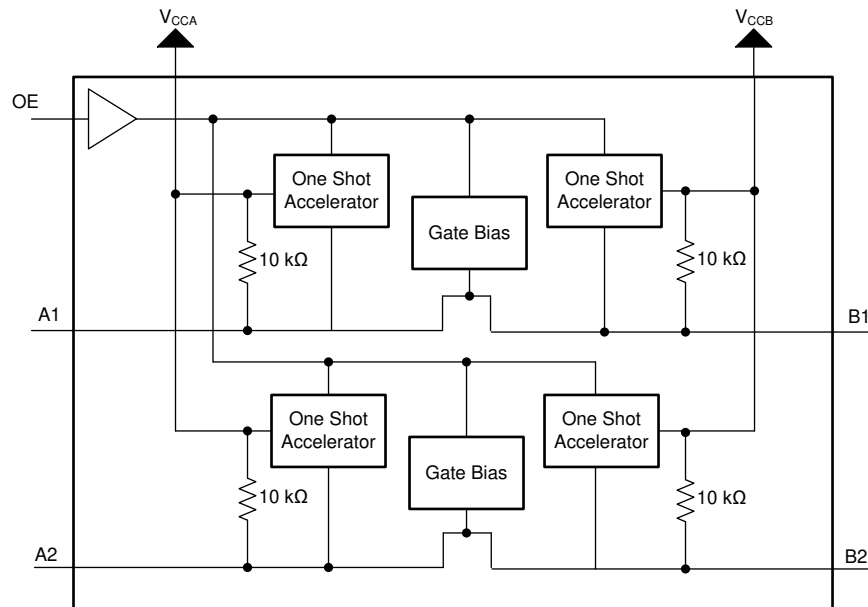 VCCA
VCCB
OE
One Shot
Accelerator
One Shot
Accelerator
Gate Bias
10 kΩ
10 kΩ
A1
B1
One Shot
Accelerator
One Shot
Accelerator
Gate Bias
10 kΩ
10 kΩ
A2
B2